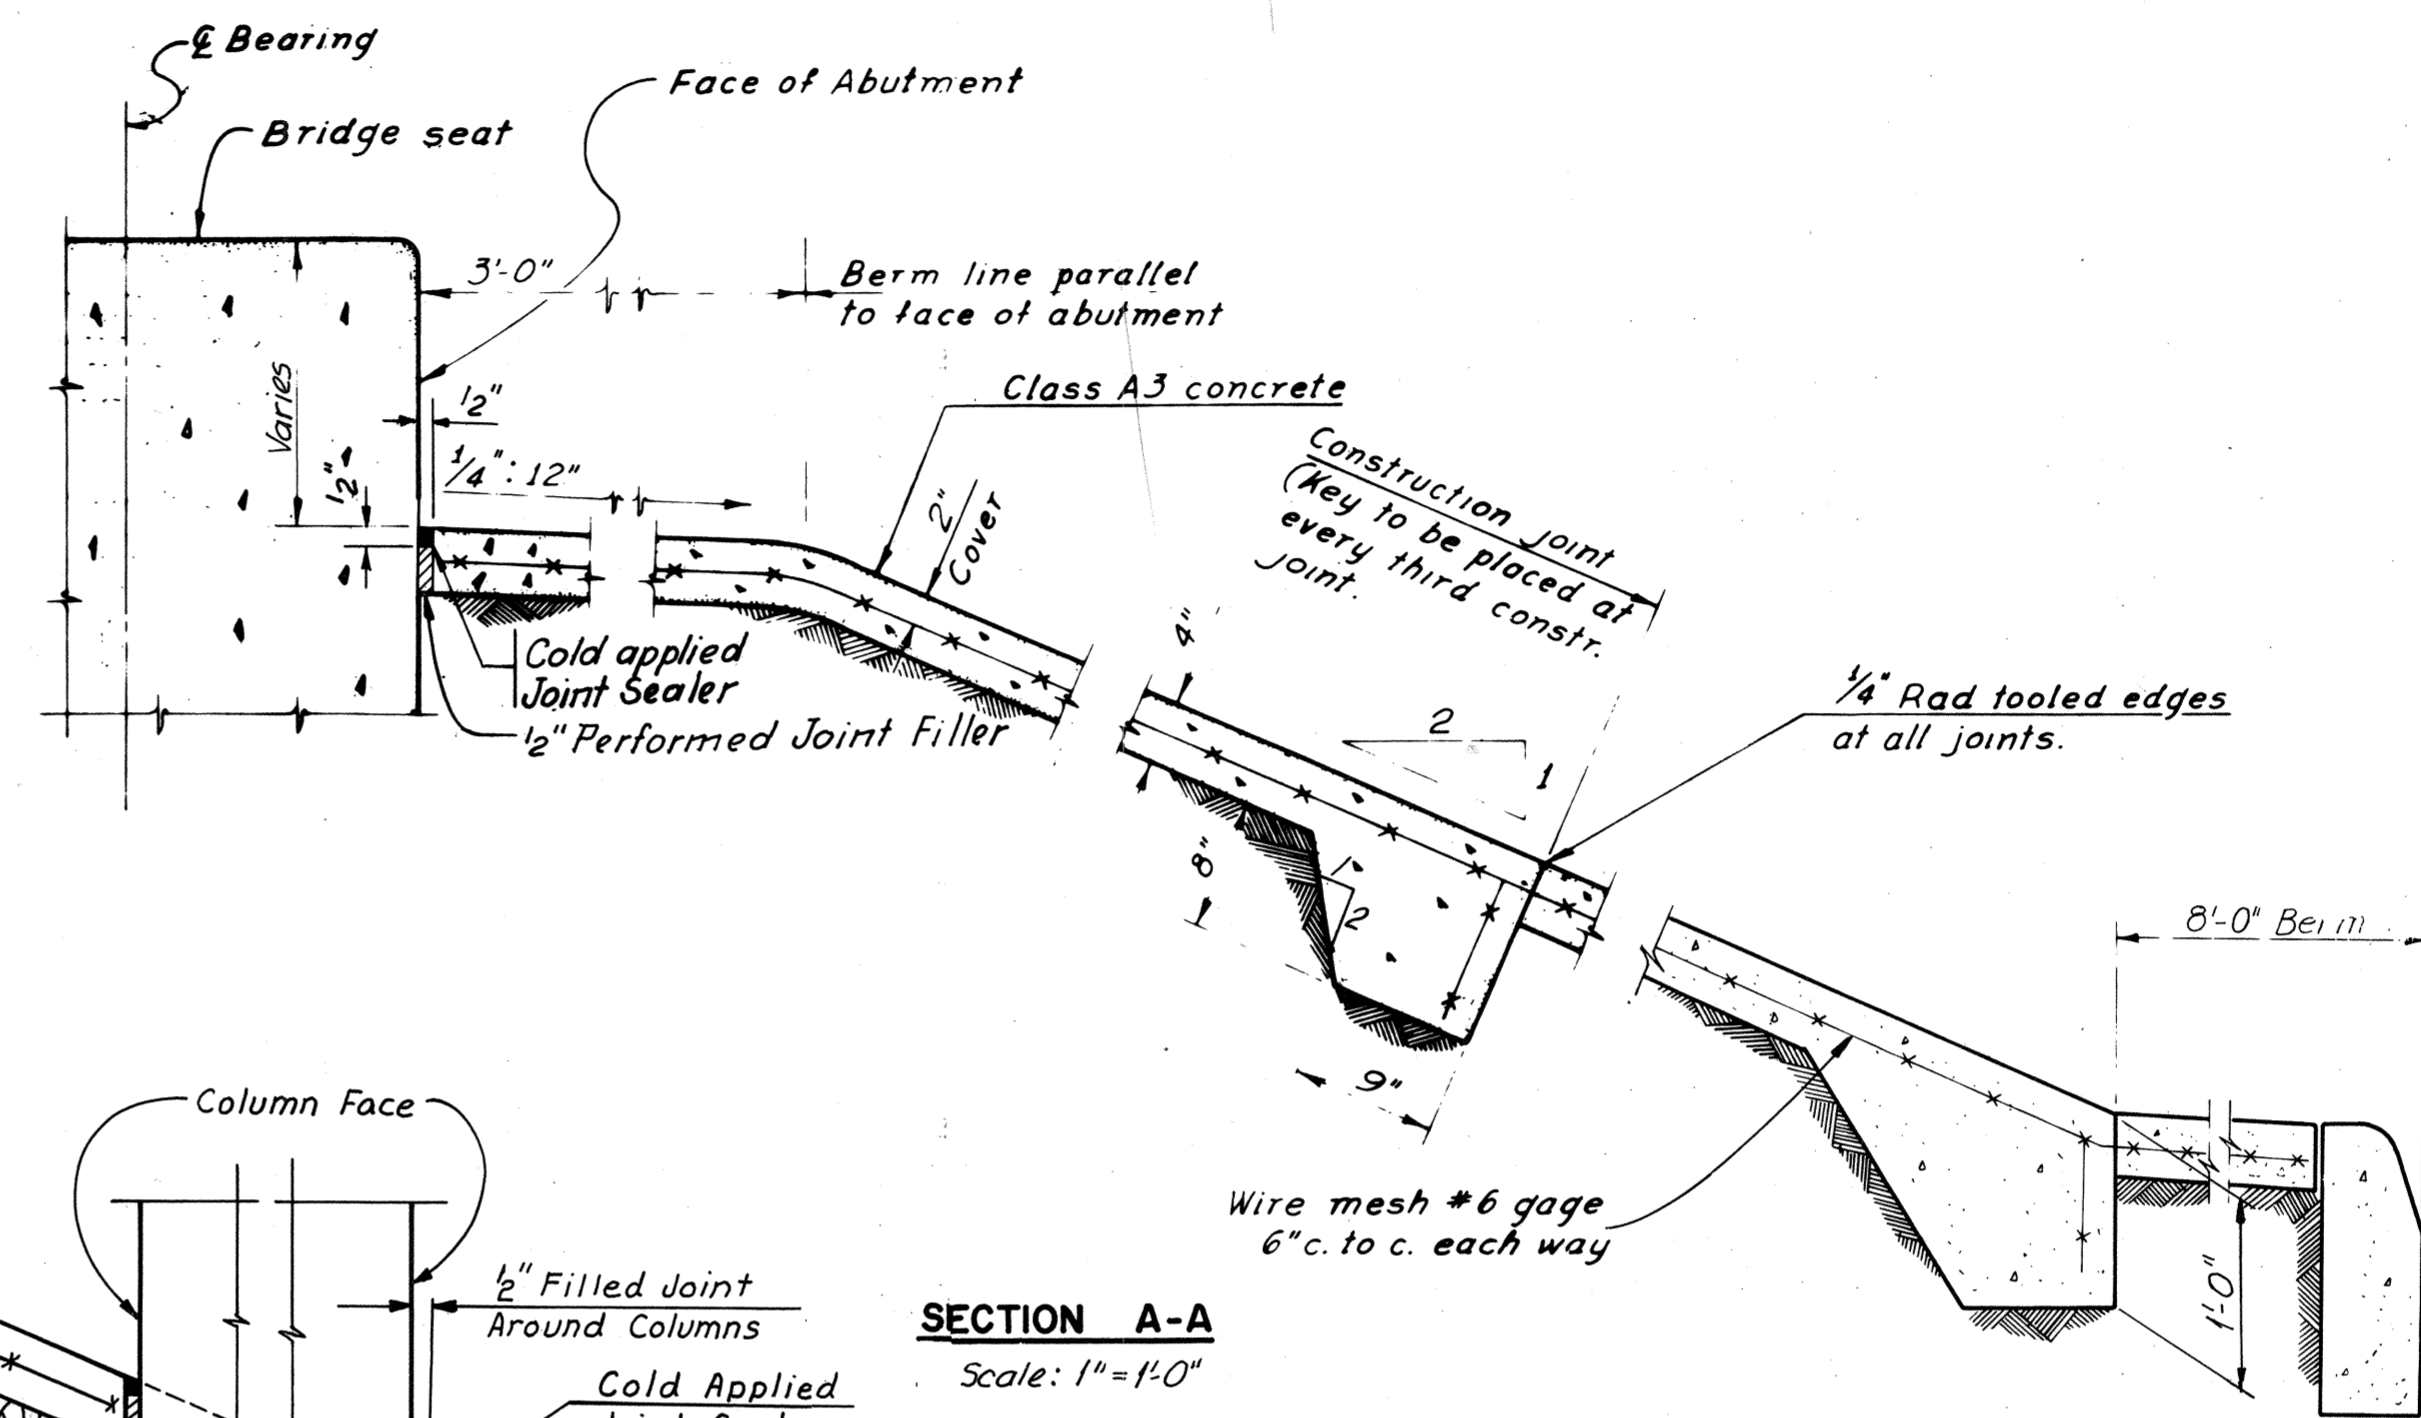 ℄ Bearing
Face of Abutment
Bridge seat
3'-0"
Berm line parallel
to face of abutment
Varies
1/2"
1/2"
1/4" : 12"
Class A3 concrete
2"
Cover
Construction joint
(Key to be placed at
every third constr.
joint.
Cold applied
Joint Sealer
1/2" Performed Joint Filler
4"
2
1
1/4" Rad tooled edges
at all joints.
8"
1
2
9"
8'-0" Berm
Wire mesh #6 gage
6" c. to c. each way
1'-0"
Column Face
1/2" Filled Joint
Around Columns
Cold Applied
SECTION A-A
Scale: 1" = 1'-0"